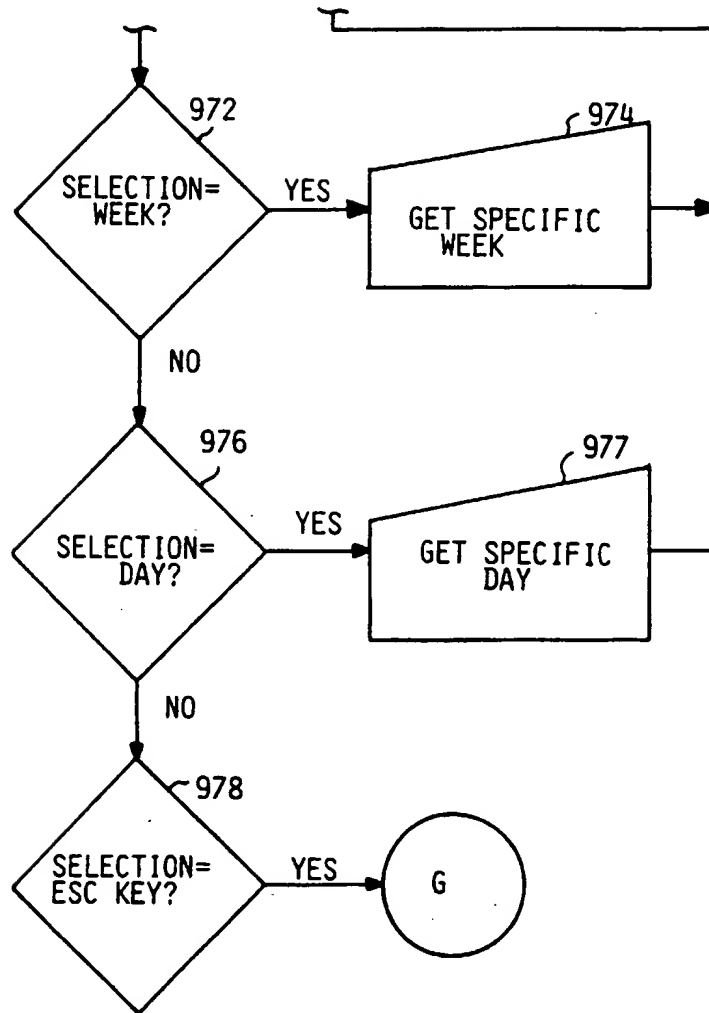 972
974
SELECTION=
WEEK?
YES
GET SPECIFIC
WEEK
NO
976
977
SELECTION=
DAY?
YES
GET SPECIFIC
DAY
NO
978
SELECTION=
ESC KEY?
YES
G